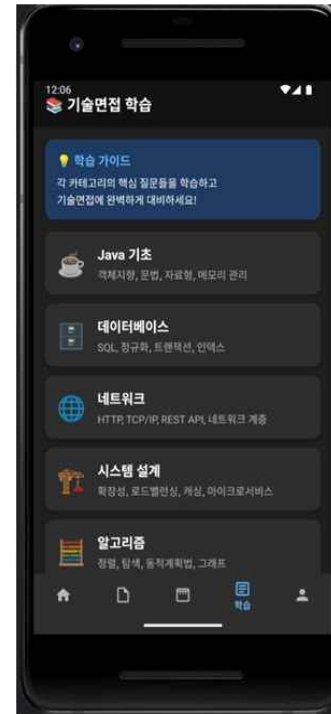 12:06
기술면접 학습
학습 가이드
각 카테고리의 핵심 질문들을 학습하고
기술면접에 완벽하게 대비하세요!
Java 기초
객체지향, 문법, 자료형, 메모리 관리
데이터베이스
SQL, 정규화, 트랜잭션, 인덱스
네트워크
HTTP, TCP/IP, REST API, 네트워크 계층
시스템 설계
확장성, 로드밸런싱, 캐싱, 마이크로서비스
알고리즘
정렬, 탐색, 동적계획법, 그래프
학습